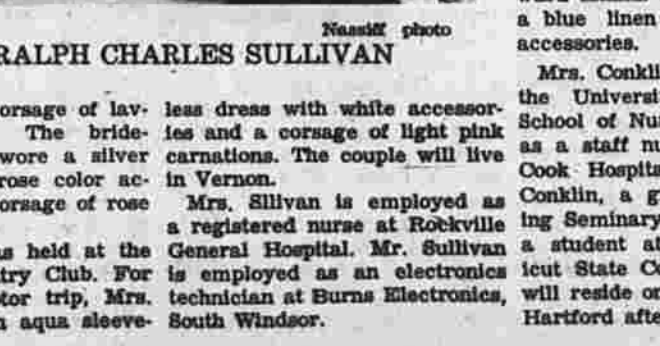 Nassiff photo
RALPH CHARLES SULLIVAN
orsage of lav-
The bride-
wore a silver
rose color ac-
orsage of rose
s held at the
try Club. For
tor trip, Mrs.
aqua sleeve-
less dress with white accessor-
ies and a corsage of light pink
carnations. The couple will live
in Vernon.
Mrs. Sllivan is employed as
a registered nurse at Rockville
General Hospital. Mr. Sullivan
is employed as an electronics
technician at Burns Electronics,
South Windsor.
a blue linen
accessories.
Mrs. Conkli
the Universi
School of Nu
as a staff nu
Cook Hospita
Conklin, a g
ing Seminary
a student at
icut State Co
will reside on
Hartford afte